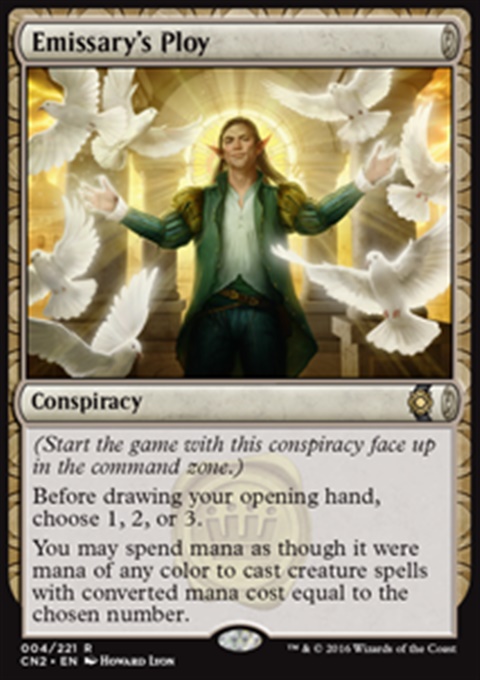 Emissary's Ploy
Conspiracy
(Start the game with this conspiracy face up
in the command zone.)
Before drawing your opening hand,
choose 1, 2, or 3.
You may spend mana as though it were
mana of any color to cast creature spells
with converted mana cost equal to the
chosen number.
004/221 R
CN2 • EN Howard Lyon
™ & © 2016 Wizards of the Coast